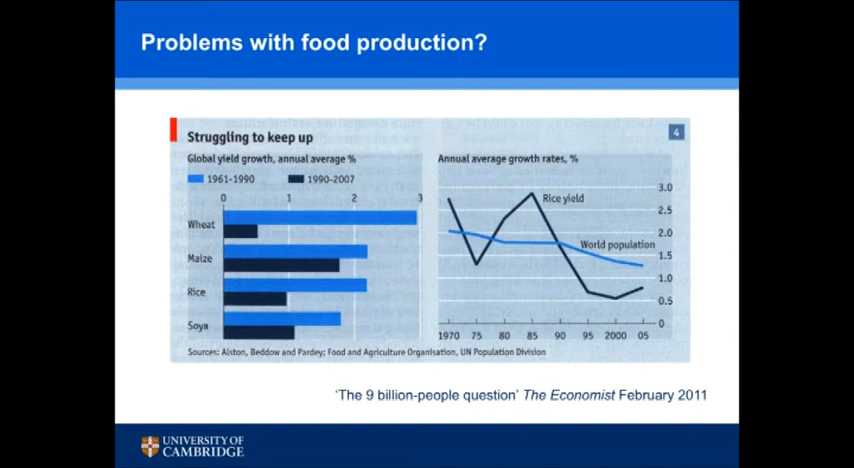 Problems with food production?
Struggling to keep up
4
Global yield growth, annual average %
1961-1990 1990-2007
0 1 2 3
Wheat
Maize
Rice
Soya
Annual average growth rates, %
3.0
Rice yield
2.5
2.0
World population
1.5
1.0
0.5
0
1970 75 80 85 90 95 2000 05
Sources: Alston, Beddow and Pardey; Food and Agriculture Organisation, UN Population Division
'The 9 billion-people question' The Economist February 2011
UNIVERSITY OF
CAMBRIDGE